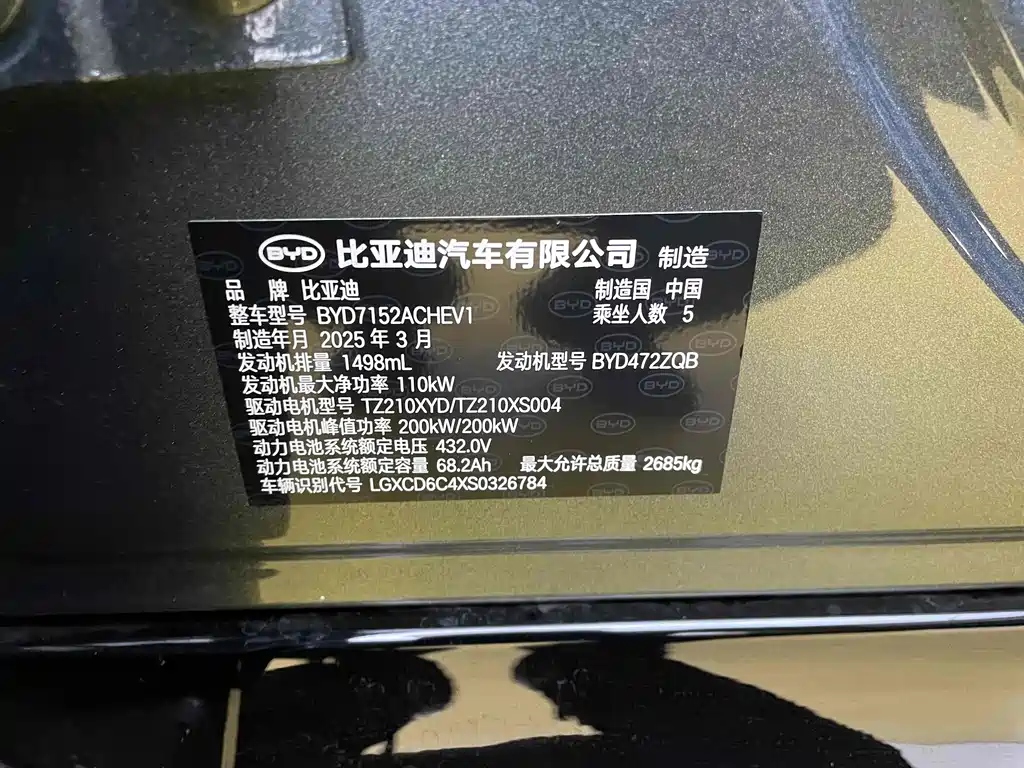 BYD 比亚迪汽车有限公司 制造
品 牌 比亚迪 制造国 中国
整车型号 BYD7152ACHEV1 乘坐人数 5
制造年月 2025 年 3 月
发动机排量 1498mL 发动机型号 BYD472ZQB
发动机最大净功率 110kW
驱动电机型号 TZ210XYD/TZ210XS004
驱动电机峰值功率 200kW/200kW
动力电池系统额定电压 432.0V
动力电池系统额定容量 68.2Ah 最大允许总质量 2685kg
车辆识别代号 LGXCD6C4XS0326784